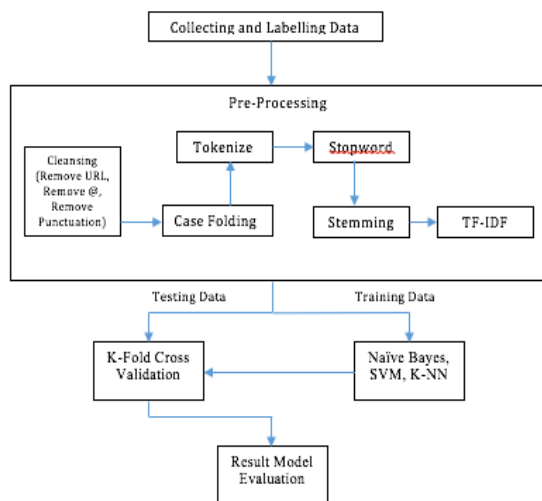 Collecting and Labelling Data
Pre-Processing
Cleansing
(Remove URL,
Remove @,
Remove
Punctuation)
Case Folding
Tokenize
Stopword
Stemming
TF-IDF
Testing Data
Training Data
K-Fold Cross
Validation
Naïve Bayes,
SVM, K-NN
Result Model
Evaluation